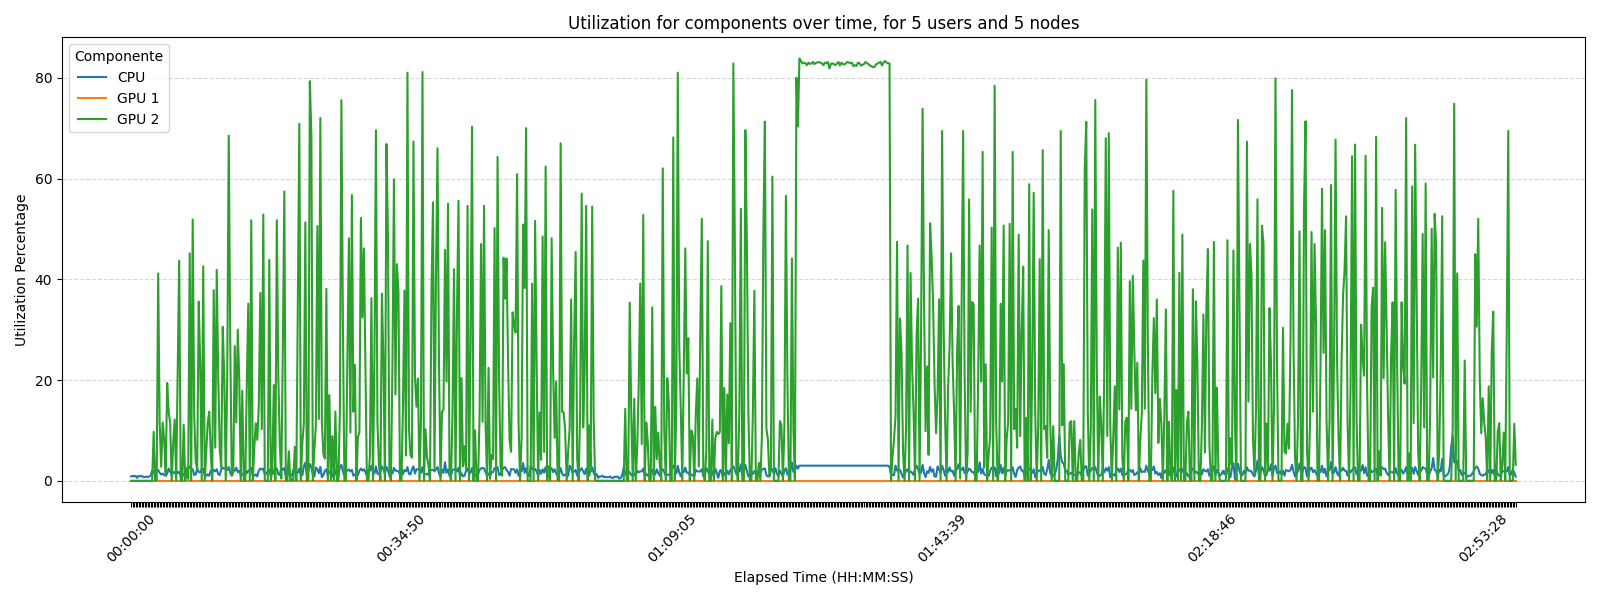 Utilization for components over time, for 5 users and 5 nodes
Componente
CPU
GPU 1
GPU 2
Utilization Percentage
80
60
40
20
0
00:00:00
00:34:50
01:09:05
01:43:39
02:18:46
02:53:28
Elapsed Time (HH:MM:SS)